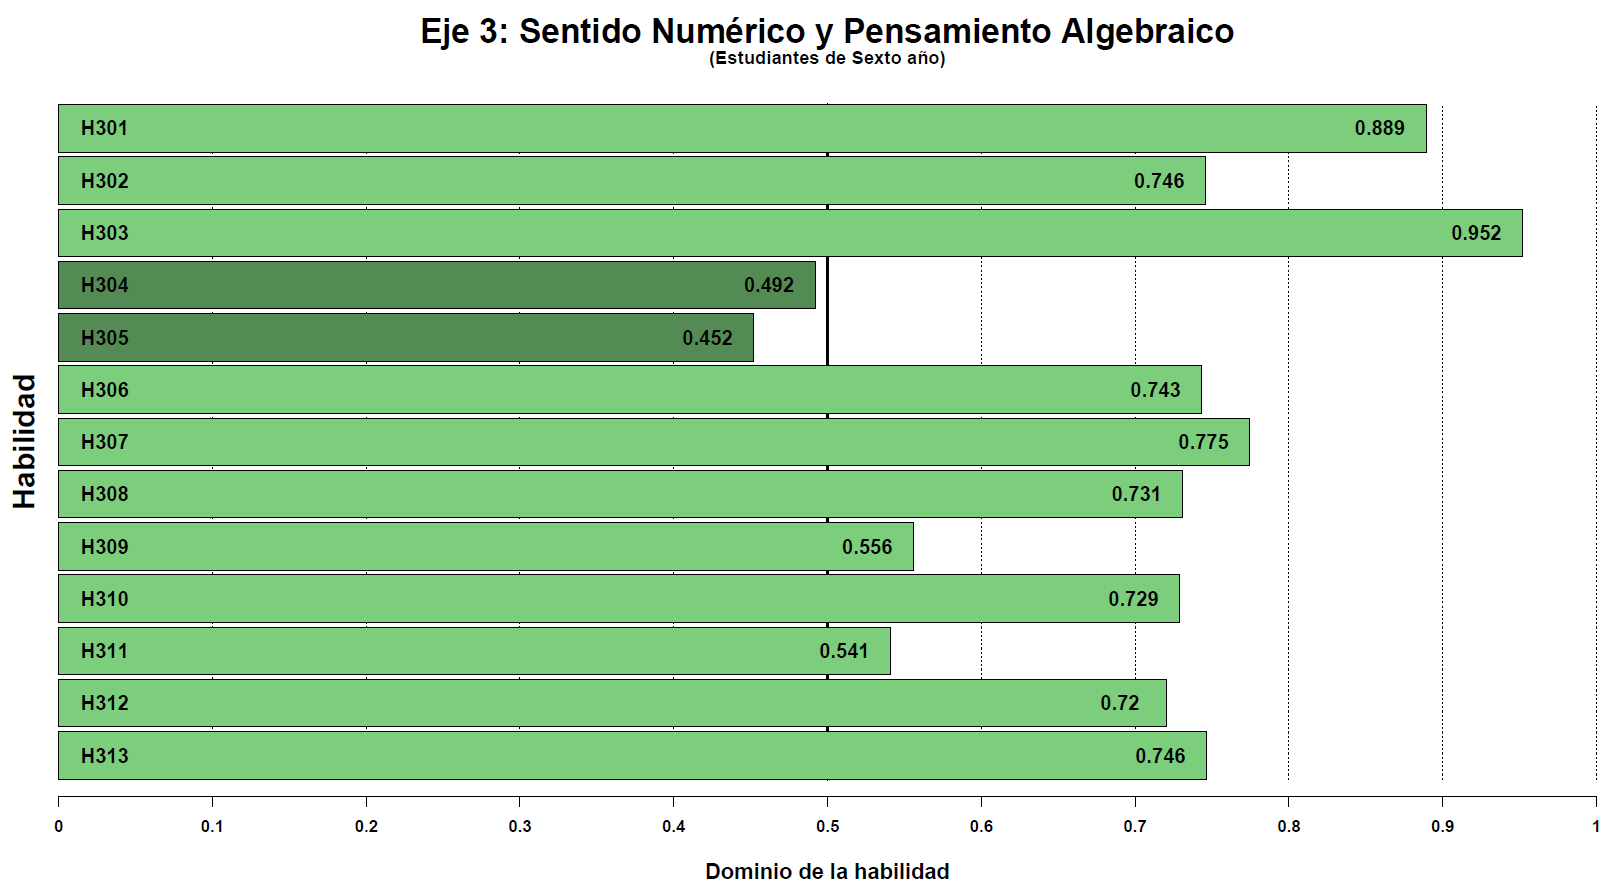 Eje 3: Sentido Numérico y Pensamiento Algebraico
(Estudiantes de Sexto año)
Habilidad
H301 0.889
H302 0.746
H303 0.952
H304 0.492
H305 0.452
H306 0.743
H307 0.775
H308 0.731
H309 0.556
H310 0.729
H311 0.541
H312 0.72
H313 0.746
0 0.1 0.2 0.3 0.4 0.5 0.6 0.7 0.8 0.9 1
Dominio de la habilidad